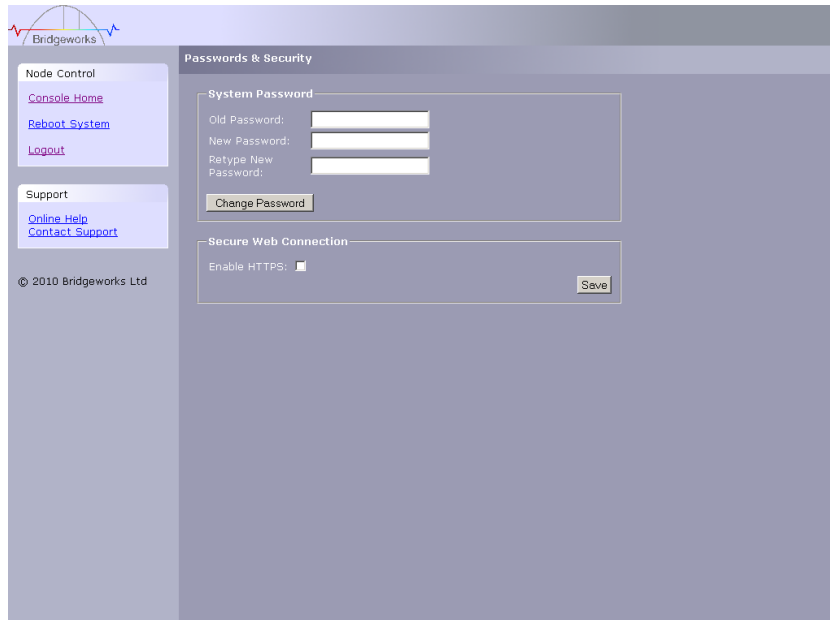 Bridgeworks
Node Control
Console Home
Reboot System
Logout
Support
Online Help
Contact Support
© 2010 Bridgeworks Ltd
Passwords & Security
System Password
Old Password:
New Password:
Retype New
Password:
Change Password
Secure Web Connection
Enable HTTPS:
Save